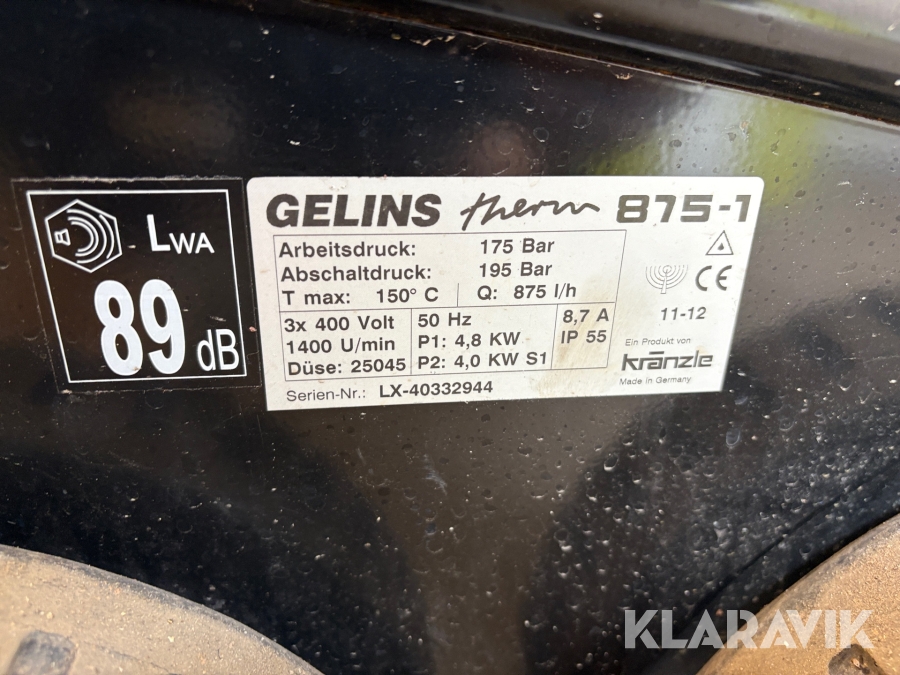 LWA
89 dB
GELINS therm 875-1
Arbeitsdruck: 175 Bar
Abschaltdruck: 195 Bar
T max: 150° C Q: 875 l/h
3x 400 Volt 50 Hz 8,7 A
1400 U/min P1: 4,8 KW IP 55
Düse: 25045 P2: 4,0 KW S1
Serien-Nr.: LX-40332944
CE
11-12
Ein Produkt von
Kränzle
Made in Germany
KLARAVIK